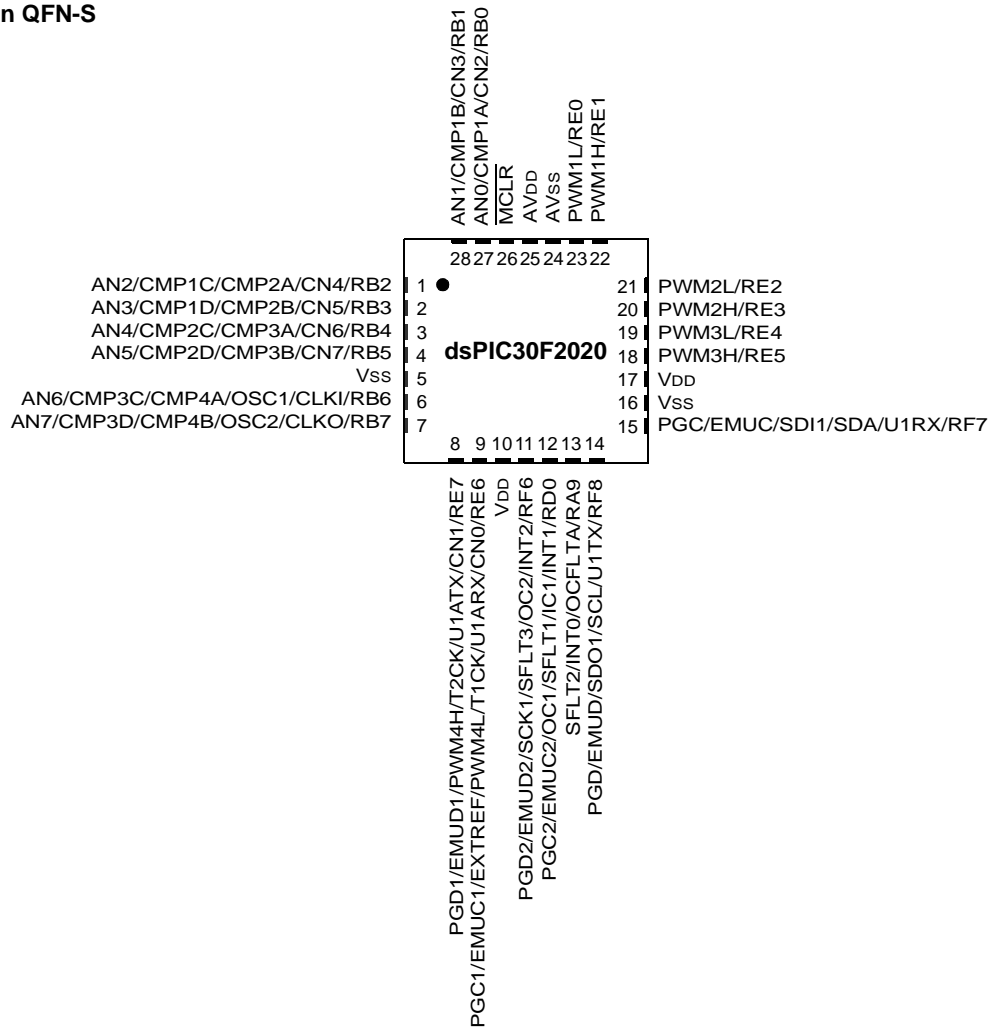 n QFN-S
AN1/CMP1B/CN3/RB1
AN0/CMP1A/CN2/RB0
MCLR
AVDD
AVSS
PWM1L/RE0
PWM1H/RE1
28 27 26 25 24 23 22
AN2/CMP1C/CMP2A/CN4/RB2 1
AN3/CMP1D/CMP2B/CN5/RB3 2
AN4/CMP2C/CMP3A/CN6/RB4 3
AN5/CMP2D/CMP3B/CN7/RB5 4
VSS 5
AN6/CMP3C/CMP4A/OSC1/CLKI/RB6 6
AN7/CMP3D/CMP4B/OSC2/CLKO/RB7 7
dsPIC30F2020
21 PWM2L/RE2
20 PWM2H/RE3
19 PWM3L/RE4
18 PWM3H/RE5
17 VDD
16 VSS
15 PGC/EMUC/SDI1/SDA/U1RX/RF7
8 9 10 11 12 13 14
PGD1/EMUD1/PWM4H/T2CK/U1ATX/CN1/RE7
PGC1/EMUC1/EXTREF/PWM4L/T1CK/U1ARX/CN0/RE6
VDD
PGD2/EMUD2/SCK1/SFLT3/OC2/INT2/RF6
PGC2/EMUC2/OC1/SFLT1/IC1/INT1/RD0
SFLT2/INT0/OCFLTA/RA9
PGD/EMUD/SDO1/SCL/U1TX/RF8